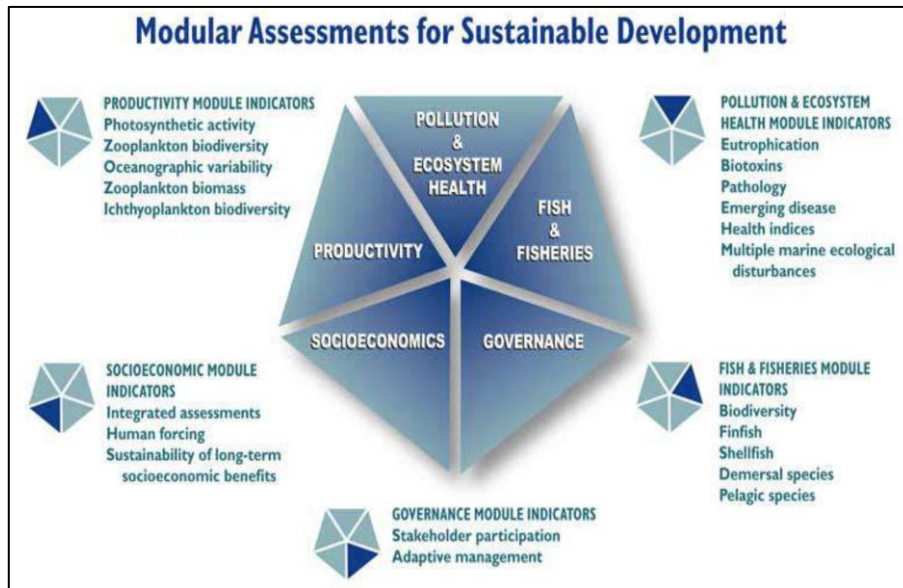 Modular Assessments for Sustainable Development
PRODUCTIVITY MODULE INDICATORS
Photosynthetic activity
Zooplankton biodiversity
Oceanographic variability
Zooplankton biomass
Ichthyoplankton biodiversity
POLLUTION
&
ECOSYSTEM
HEALTH
FISH
&
FISHERIES
PRODUCTIVITY
SOCIOECONOMICS
GOVERNANCE
POLLUTION & ECOSYSTEM
HEALTH MODULE INDICATORS
Eutrophication
Biotoxins
Pathology
Emerging disease
Health indices
Multiple marine ecological
disturbances
SOCIOECONOMIC MODULE
INDICATORS
Integrated assessments
Human forcing
Sustainability of long-term
socioeconomic benefits
FISH & FISHERIES MODULE
INDICATORS
Biodiversity
Finfish
Shellfish
Demersal species
Pelagic species
GOVERNANCE MODULE INDICATORS
Stakeholder participation
Adaptive management